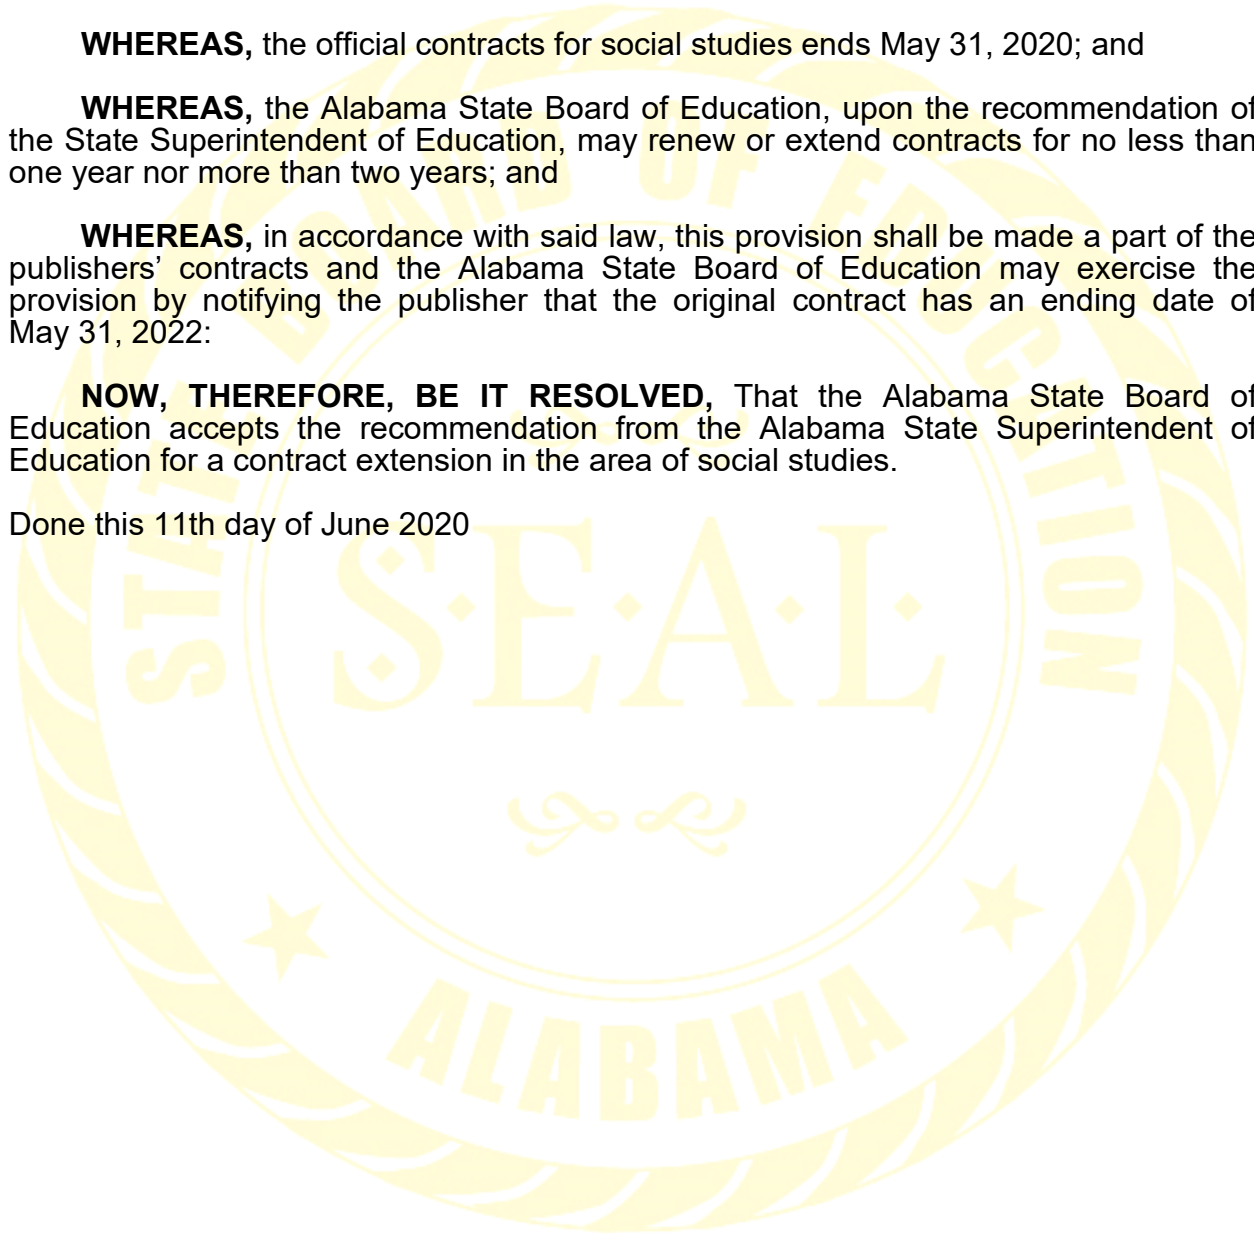 WHEREAS, the official contracts for social studies ends May 31, 2020; and
WHEREAS, the Alabama State Board of Education, upon the recommendation of
the State Superintendent of Education, may renew or extend contracts for no less than
one year nor more than two years; and
WHEREAS, in accordance with said law, this provision shall be made a part of the
publishers’ contracts and the Alabama State Board of Education may exercise the
provision by notifying the publisher that the original contract has an ending date of
May 31, 2022:
NOW, THEREFORE, BE IT RESOLVED, That the Alabama State Board of
Education accepts the recommendation from the Alabama State Superintendent of
Education for a contract extension in the area of social studies.
Done this 11th day of June 2020
STATE BOARD OF EDUCATION
S·E·A·L·
ALABAMA